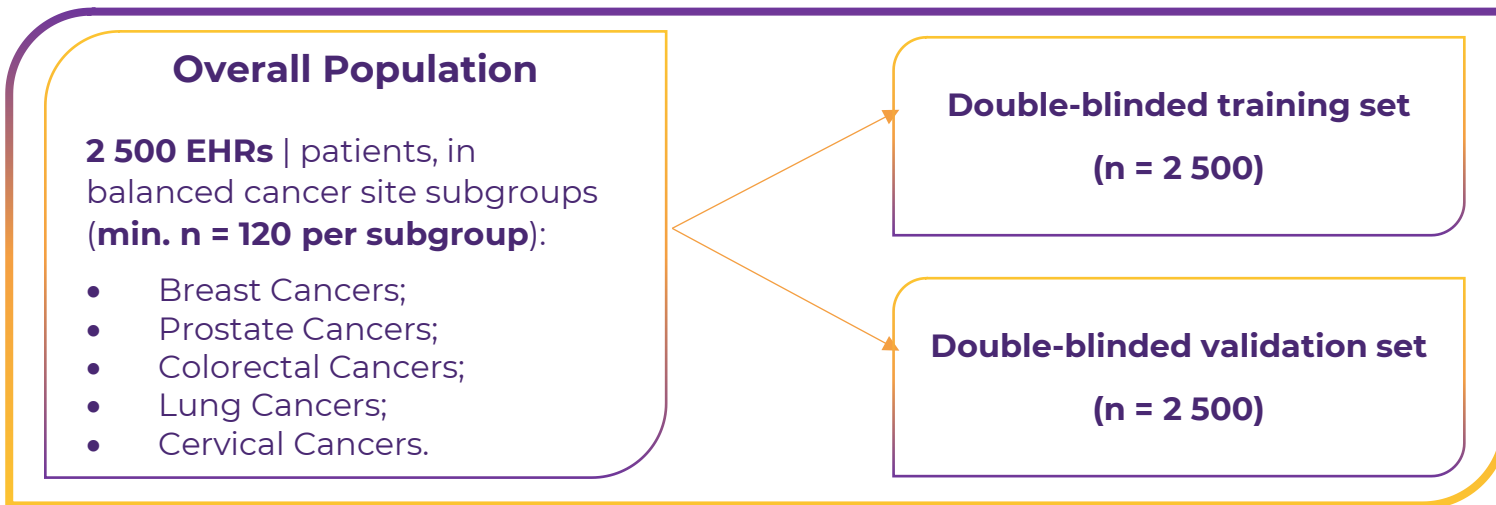 Overall Population
2 500 EHRs | patients, in
balanced cancer site subgroups
(min. n = 120 per subgroup):
• Breast Cancers;
• Prostate Cancers;
• Colorectal Cancers;
• Lung Cancers;
• Cervical Cancers.
Double-blinded training set
(n = 2 500)
Double-blinded validation set
(n = 2 500)